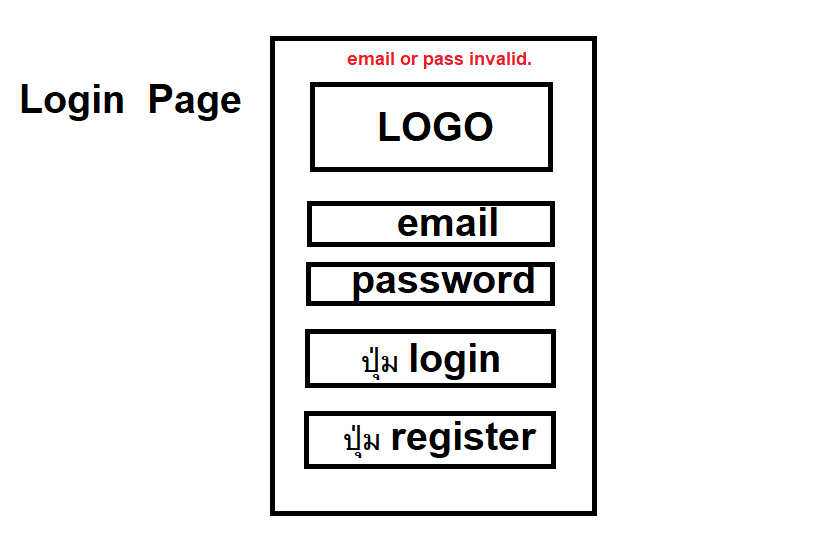 email or pass invalid.
Login Page
LOGO
email
password
ปุ่ม login
ปุ่ม register